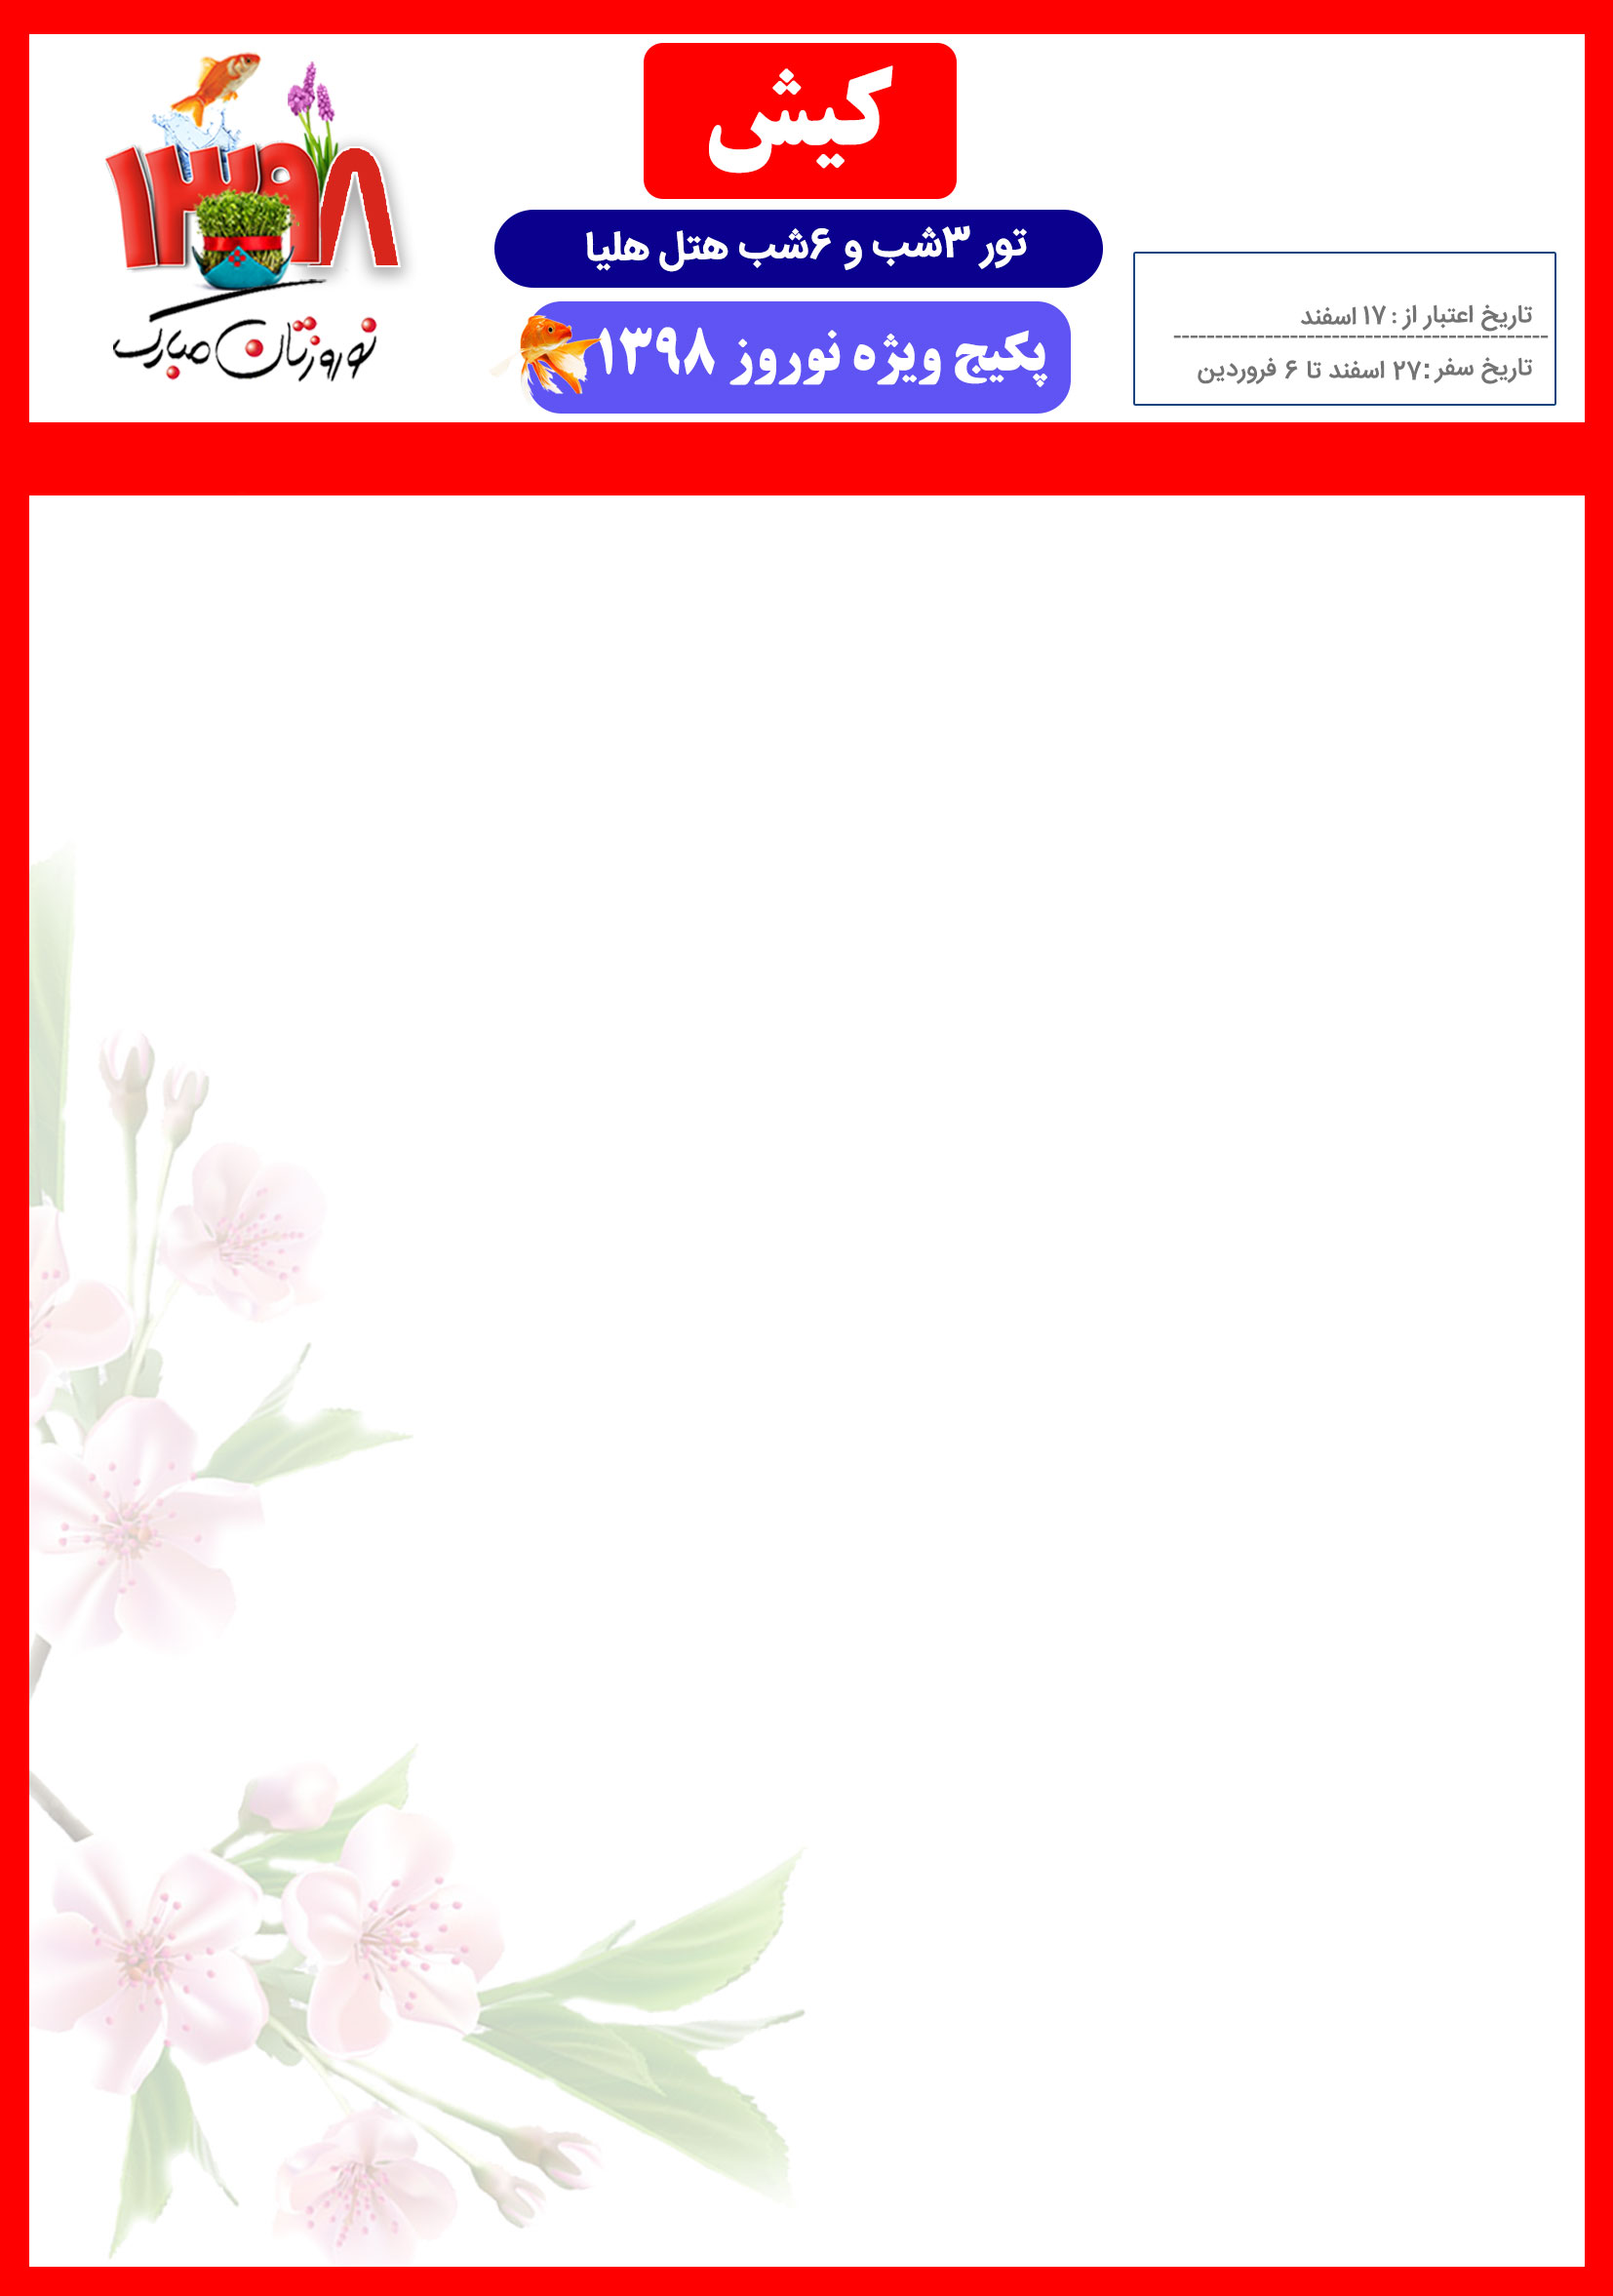 کیش
تور ۳شب و ۶شب هتل هلیا
پکیج ویژه نوروز ۱۳۹۸
تاریخ اعتبار از : ۱۷ اسفند
تاریخ سفر :۲۷ اسفند تا ۶ فروردین
۱۳۹۸
نوروزتان مبارک